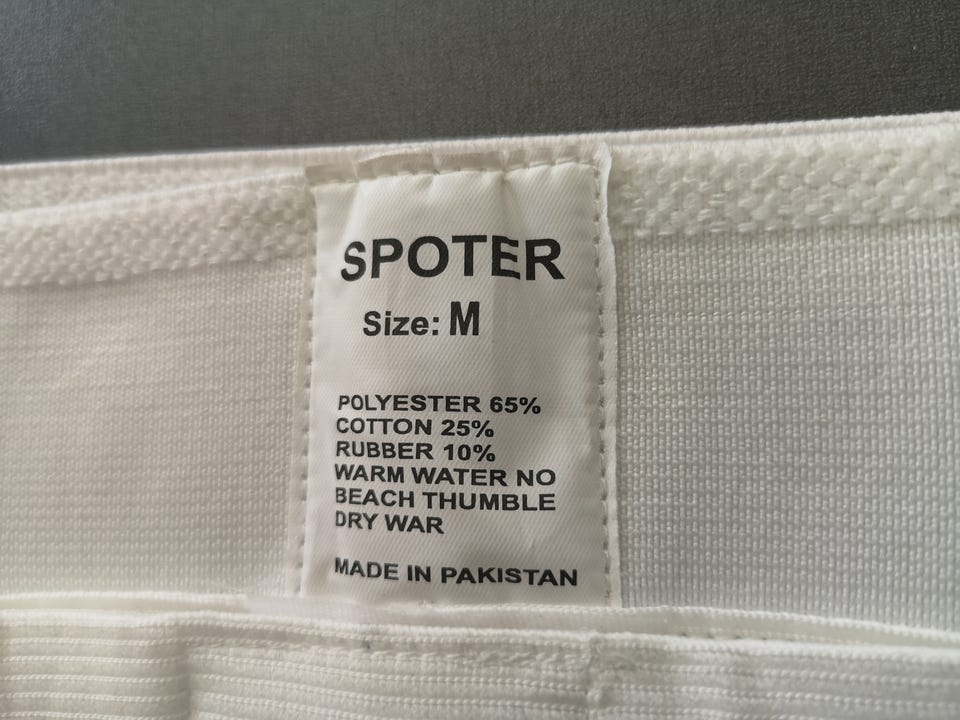 SPOTER
Size: M
POLYESTER 65%
COTTON 25%
RUBBER 10%
WARM WATER NO
BEACH THUMBLE
DRY WAR
MADE IN PAKISTAN